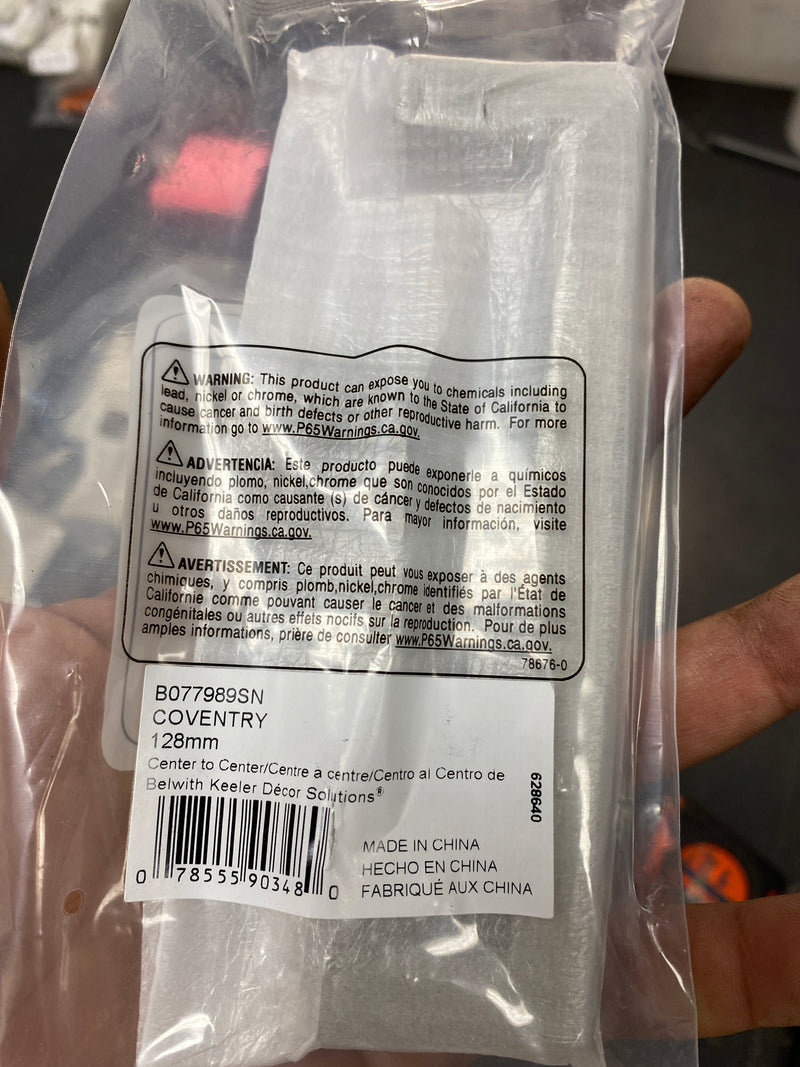 WARNING: This product can expose you to chemicals including
lead, nickel or chrome, which are known to the State of California to
cause cancer and birth defects or other reproductive harm. For more
information go to www.P65Warnings.ca.gov.
ADVERTENCIA: Este producto puede exponerle a químicos
incluyendo plomo, nickel,chrome que son conocidos por el Estado
de California como causante (s) de cáncer y defectos de nacimiento
u otros daños reproductivos. Para mayor información, visite
www.P65Warnings.ca.gov.
AVERTISSEMENT: Ce produit peut vous exposer à des agents
chimiques, y compris plomb,nickel,chrome identifiés par l'État de
Californie comme pouvant causer le cancer et des malformations
congénitales ou autres effets nocifs sur la reproduction. Pour de plus
amples informations, prière de consulter www.P65Warnings.ca.gov.
78676-0
B077989SN
COVENTRY
128mm
Center to Center/Centre à centre/Centro al Centro de
Belwith Keeler Décor Solutions®
628640
MADE IN CHINA
HECHO EN CHINA
FABRIQUÉ AUX CHINA
0 78555 90348 0